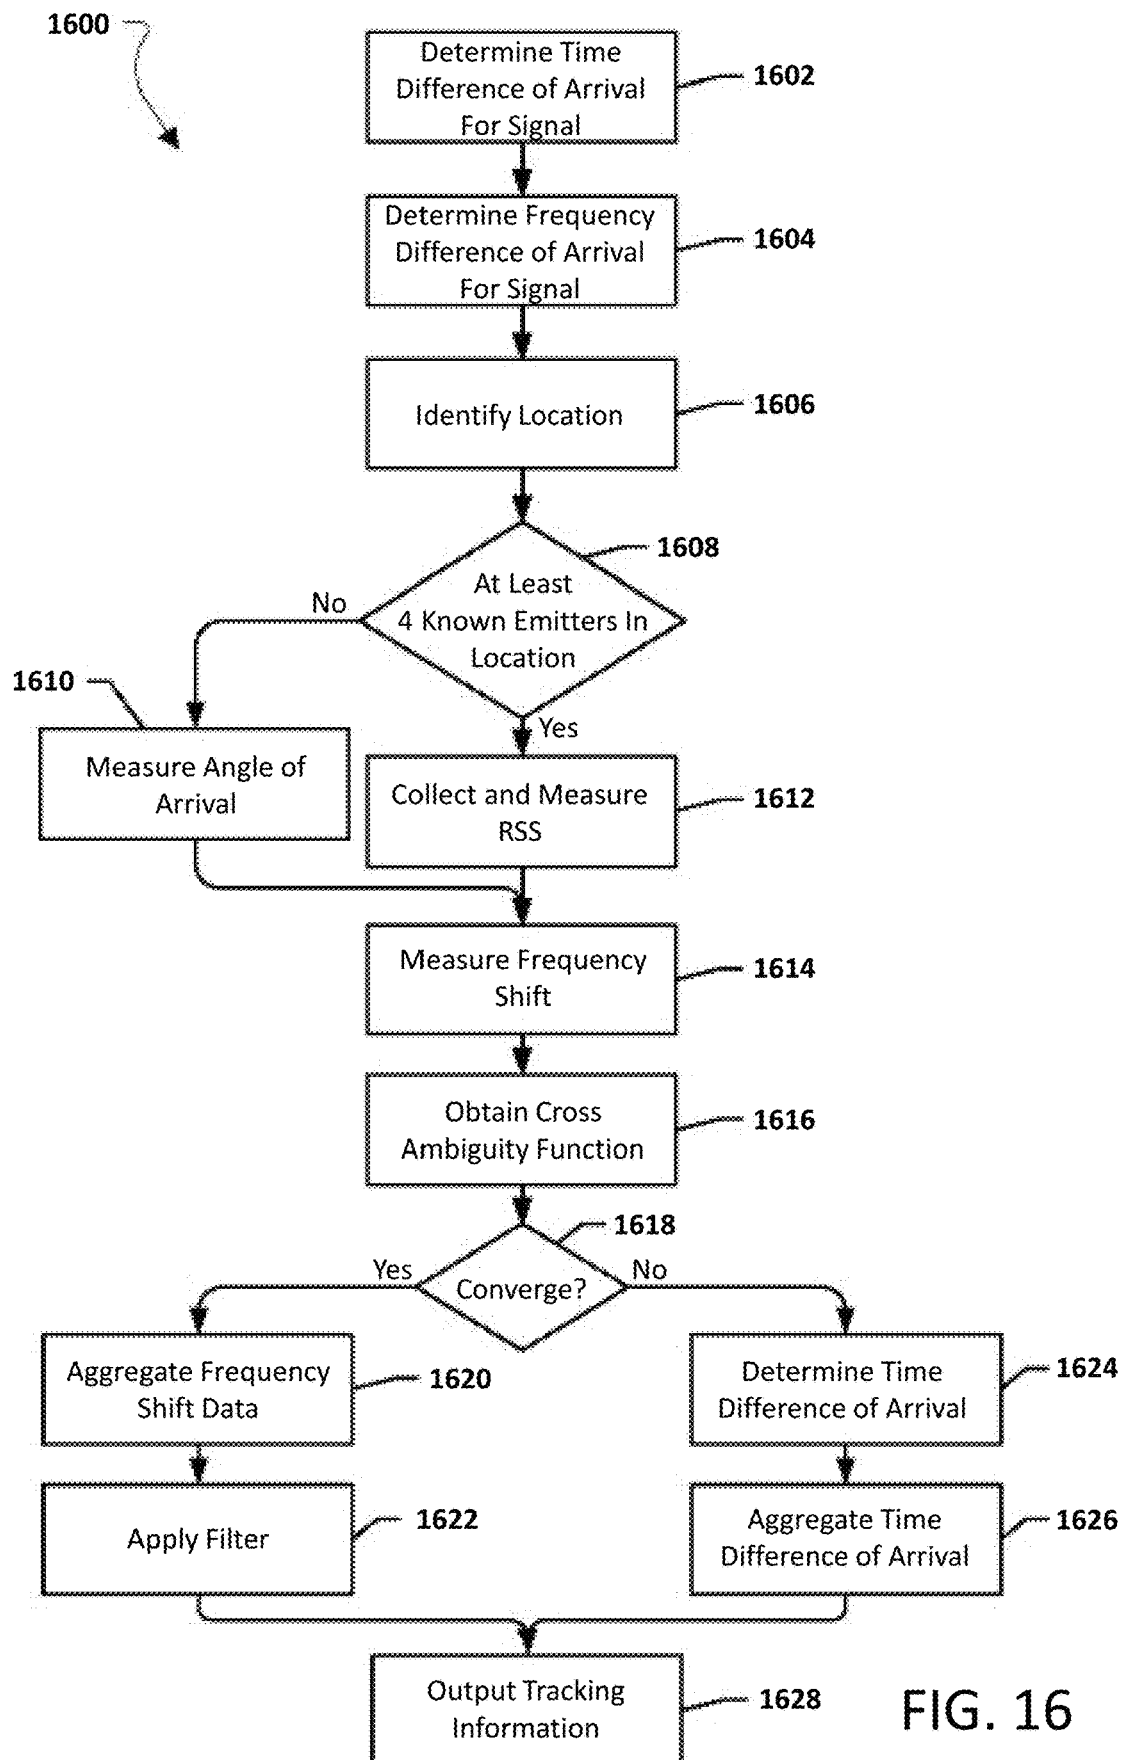 1600
Determine Time
Difference of Arrival
For Signal
1602
Determine Frequency
Difference of Arrival
For Signal
1604
Identify Location
1606
1608
At Least
4 Known Emitters In
Location
No
Yes
1610
Measure Angle of
Arrival
Collect and Measure
RSS
1612
Measure Frequency
Shift
1614
Obtain Cross
Ambiguity Function
1616
1618
Converge?
Yes
No
Aggregate Frequency
Shift Data
1620
Determine Time
Difference of Arrival
1624
Apply Filter
1622
Aggregate Time
Difference of Arrival
1626
Output Tracking
Information
1628
FIG. 16